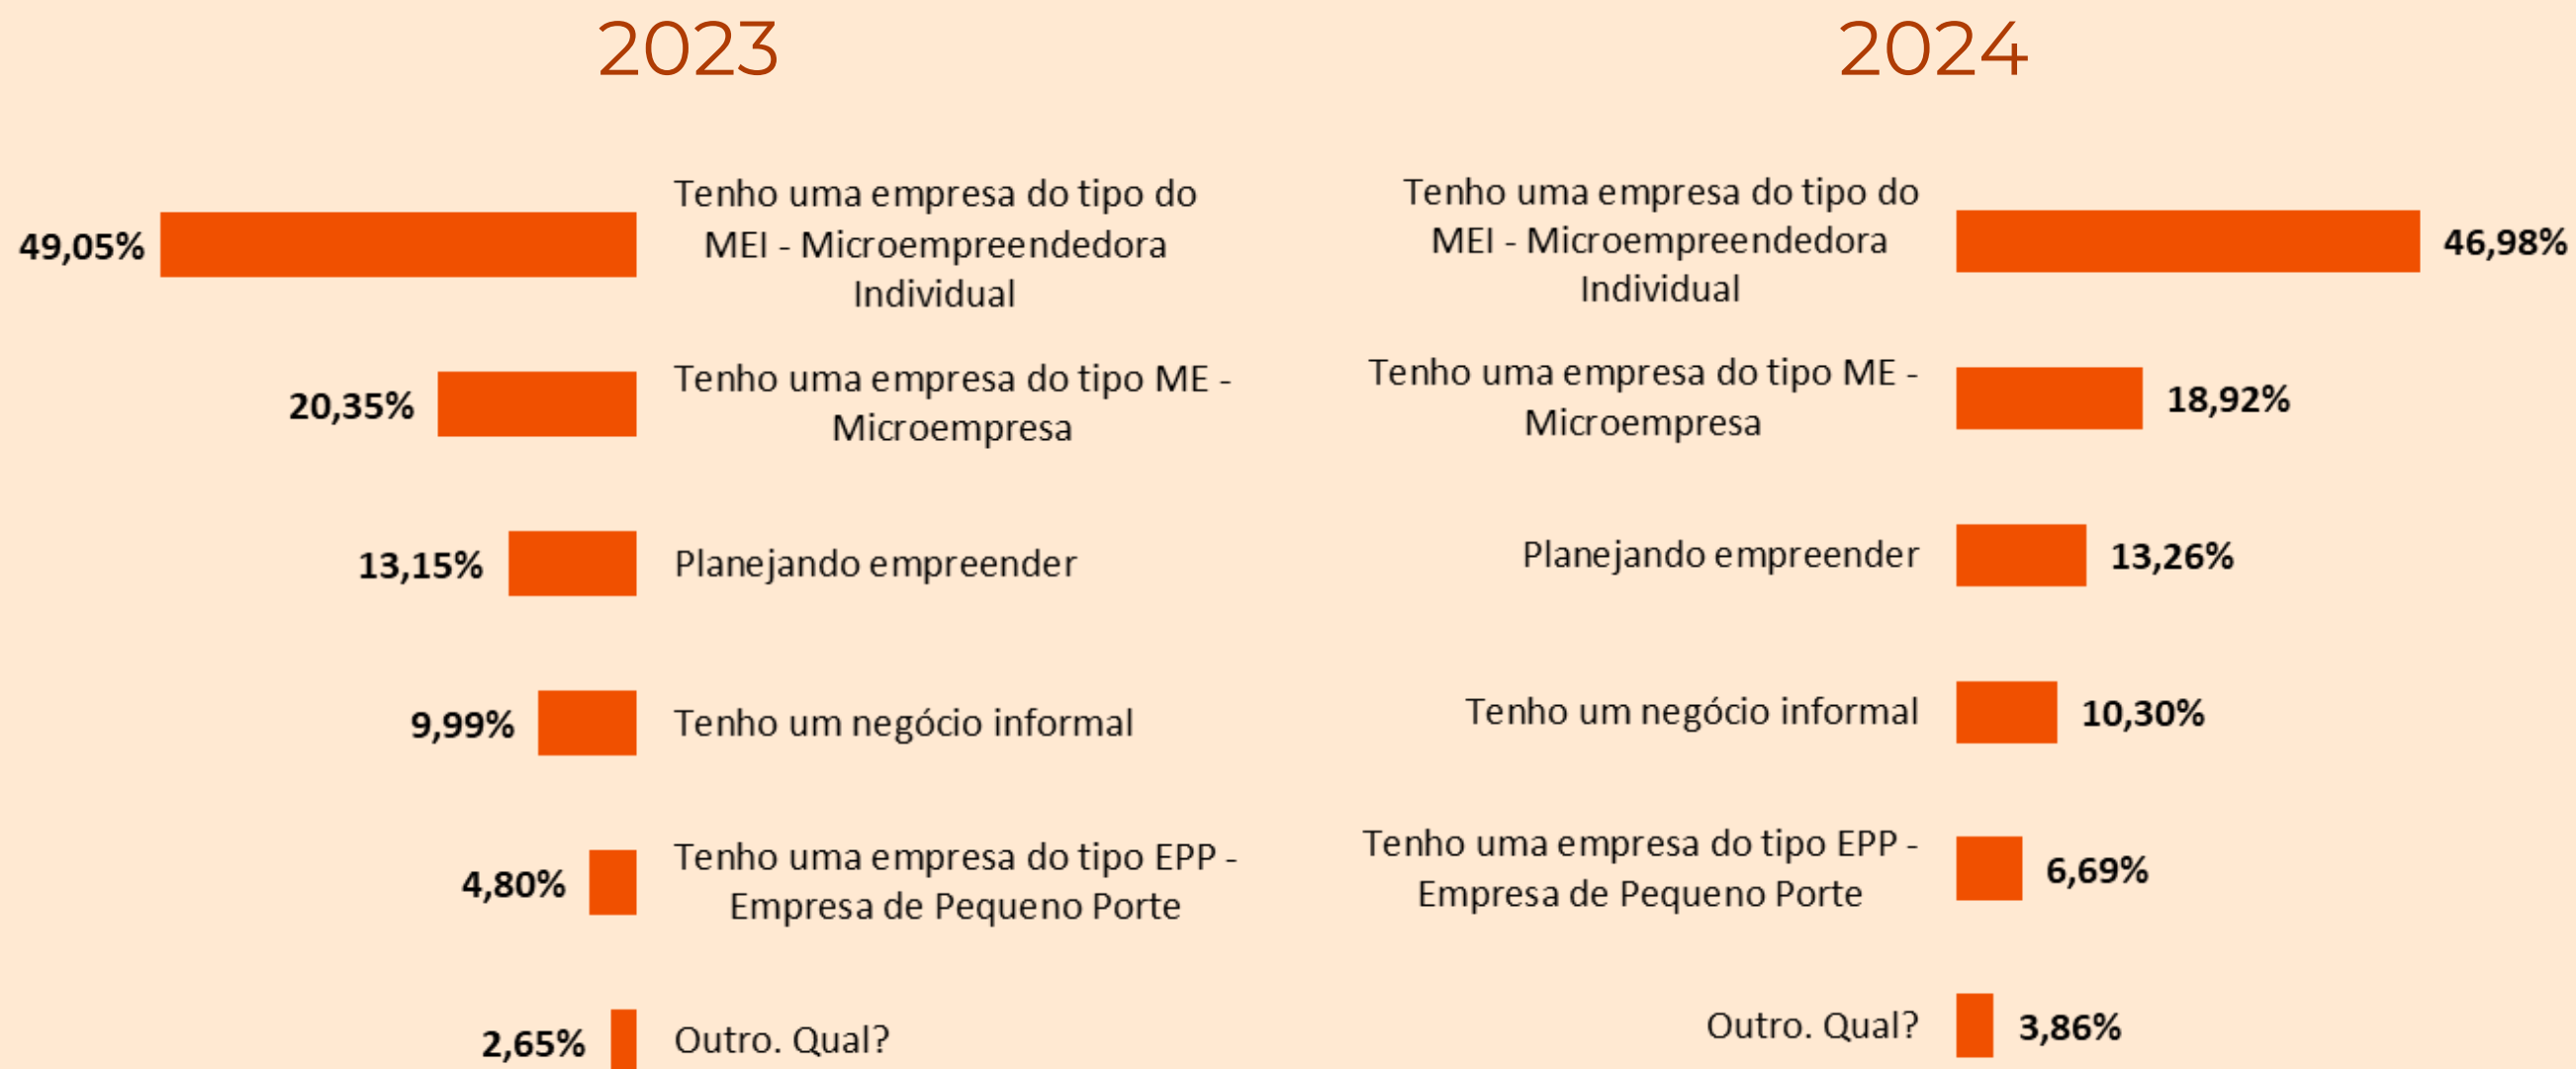 2023
49,05%
Tenho uma empresa do tipo do
MEI - Microempreendedora
Individual
20,35%
Tenho uma empresa do tipo ME -
Microempresa
13,15%
Planejando empreender
9,99%
Tenho um negócio informal
4,80%
Tenho uma empresa do tipo EPP -
Empresa de Pequeno Porte
2,65%
Outro. Qual?
2024
Tenho uma empresa do tipo do
MEI - Microempreendedora
Individual
46,98%
Tenho uma empresa do tipo ME -
Microempresa
18,92%
Planejando empreender
13,26%
Tenho um negócio informal
10,30%
Tenho uma empresa do tipo EPP -
Empresa de Pequeno Porte
6,69%
Outro. Qual?
3,86%